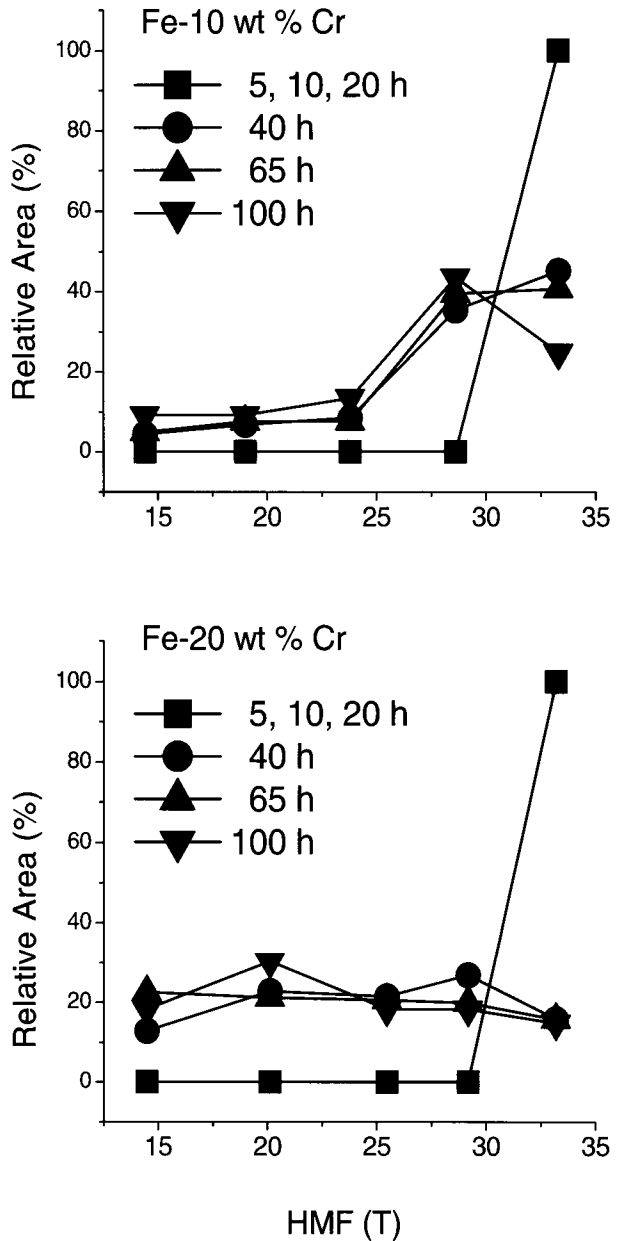 Fe-10 wt % Cr
5, 10, 20 h
40 h
65 h
100 h
Relative Area (%)
100
80
60
40
20
0
15 20 25 30 35
Fe-20 wt % Cr
5, 10, 20 h
40 h
65 h
100 h
Relative Area (%)
100
80
60
40
20
0
15 20 25 30 35
HMF (T)